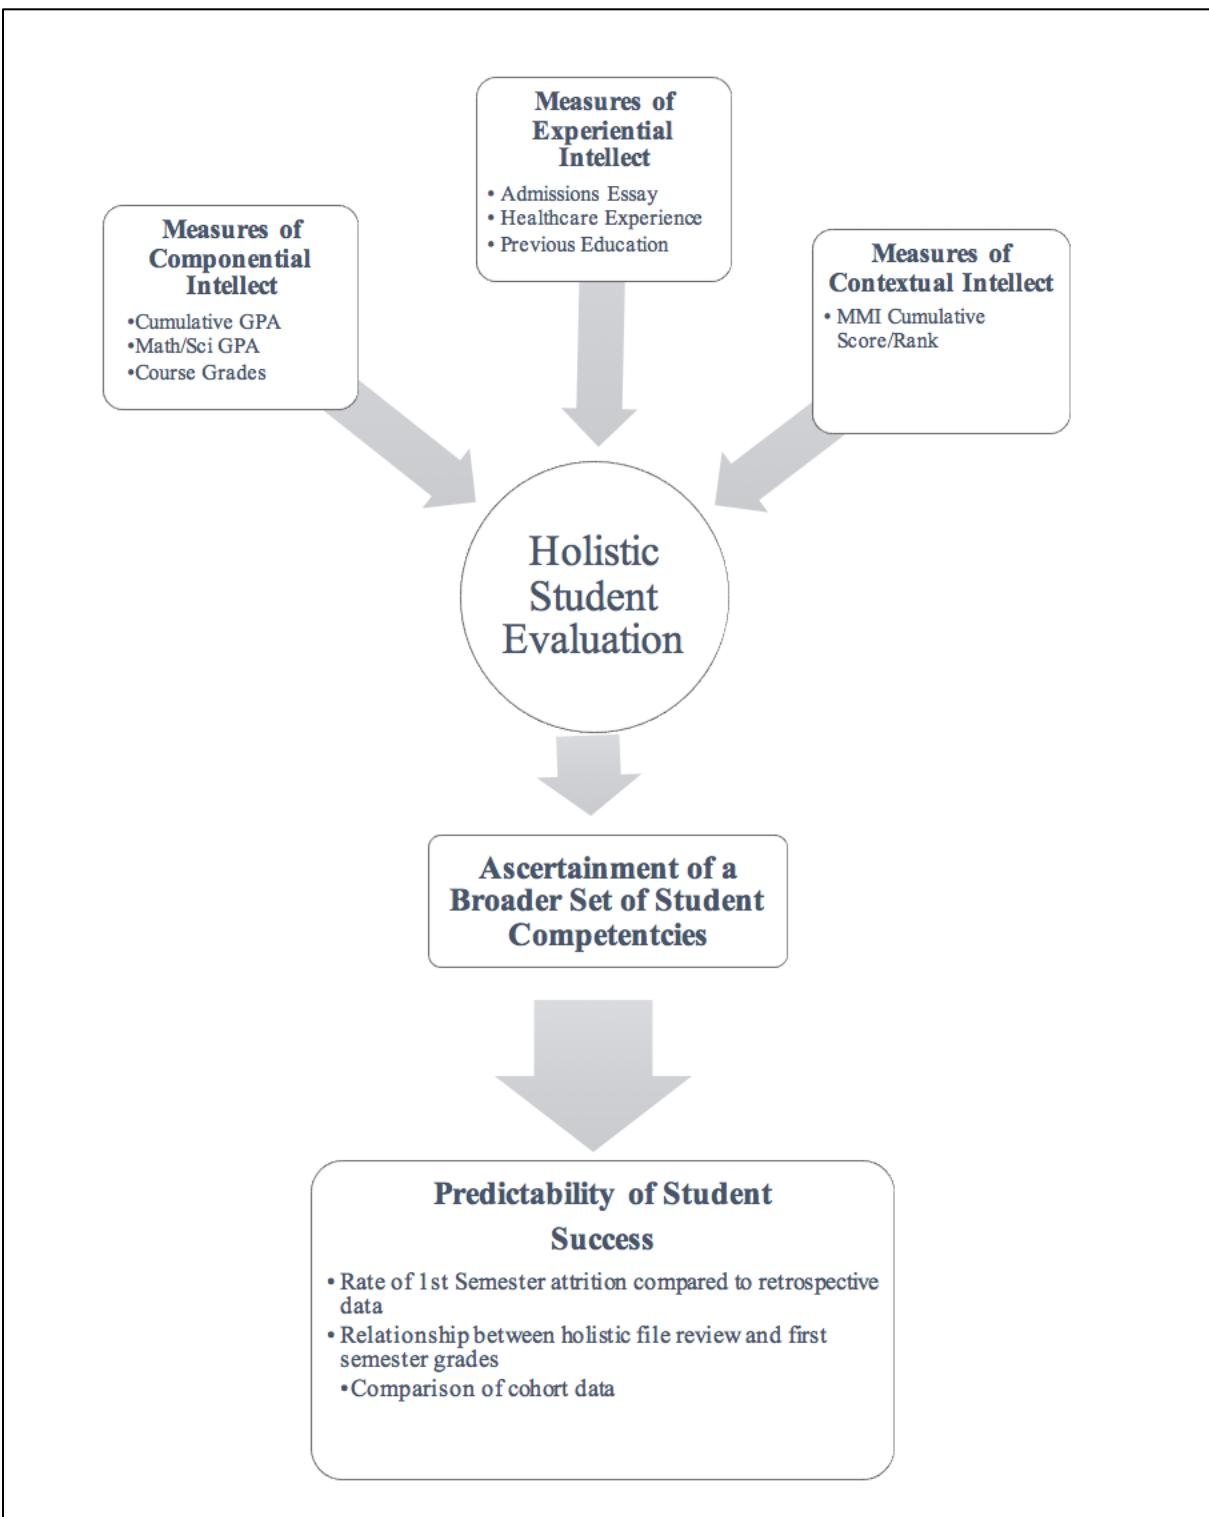 Measures of
Experiential
Intellect
• Admissions Essay
• Healthcare Experience
• Previous Education
Measures of
Componential
Intellect
•Cumulative GPA
•Math/Sci GPA
•Course Grades
Measures of
Contextual Intellect
• MMI Cumulative
Score/Rank
Holistic
Student
Evaluation
Ascertainment of a
Broader Set of Student
Competentcies
Predictability of Student
Success
• Rate of 1st Semester attrition compared to retrospective
data
• Relationship between holistic file review and first
semester grades
•Comparison of cohort data